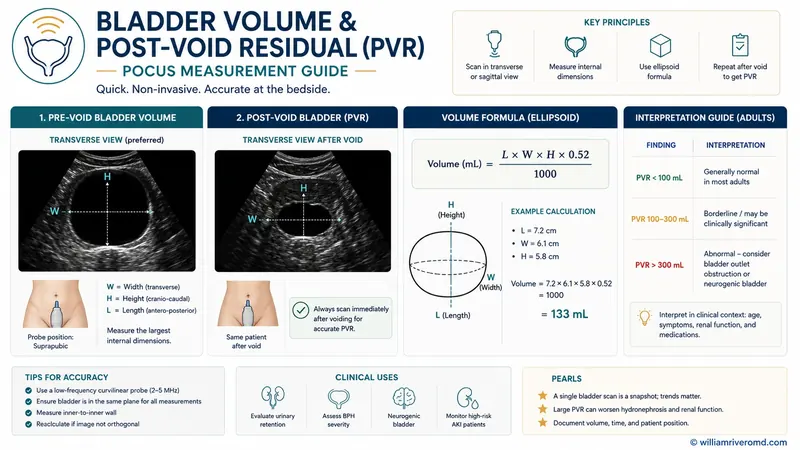 BLADDER VOLUME &
POST-VOID RESIDUAL (PVR)
POCUS MEASUREMENT GUIDE
Quick. Non-invasive. Accurate at the bedside.
KEY PRINCIPLES
Scan in transverse
or sagittal view
Measure internal
dimensions
Use ellipsoid
formula
Repeat after void
to get PVR
1. PRE-VOID BLADDER VOLUME
TRANSVERSE VIEW (preferred)
H
W
W = Width (transverse)
H = Height (cranio-caudal)
L = Length (antero-posterior)
Measure the largest
internal dimensions.
Probe position:
Suprapubic
2. POST-VOID BLADDER (PVR)
TRANSVERSE VIEW AFTER VOID
H
W
Same patient
after void
Always scan immediately
after voiding for
accurate PVR.
VOLUME FORMULA (ELLIPSOID)
Volume (mL) = L × W × H × 0.52
1000
H
(Height)
W
(Width)
L (Length)
EXAMPLE CALCULATION
• L = 7.2 cm
• W = 6.1 cm
• H = 5.8 cm
Volume = 7.2 × 6.1 × 5.8 × 0.52
= 1000
= 133 mL
INTERPRETATION GUIDE (ADULTS)
FINDING
INTERPRETATION
PVR < 100 mL
Generally normal
in most adults
PVR 100–300 mL
Borderline / may be
clinically significant
PVR > 300 mL
Abnormal – consider
bladder outlet
obstruction or
neurogenic bladder
Interpret in clinical context: age,
symptoms, renal function, and
medications.
TIPS FOR ACCURACY
Use a low-frequency curvilinear probe (2–5 MHz)
Ensure bladder is in the same plane for all measurements
Measure inner-to-inner wall
Reaclculate if image not orthogonal
CLINICAL USES
Evaluate urinary
retention
Assess BPH
severity
Neurogenic
bladder
Monitor high-risk
AKI patients
PEARLS
A single bladder scan is a snapshot; trends matter.
Large PVR can worsen hydronephrosis and renal function.
Document volume, time, and patient position.
© williamriveromd.com